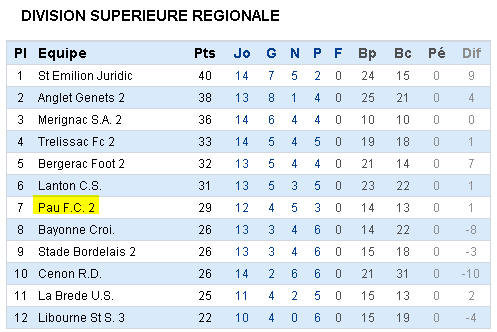 DIVISION SUPERIEURE REGIONALE
Pl Equipe Pts Jo G N P F Bp Bc Pé Dif
1 St Emilion Juridic 40 14 7 5 2 0 24 15 0 9
2 Anglet Genets 2 38 13 8 1 4 0 25 21 0 4
3 Merignac S.A. 2 36 14 6 4 4 0 10 10 0 0
4 Trelissac Fc 2 33 14 5 4 5 0 19 18 0 1
5 Bergerac Foot 2 32 13 5 4 4 0 21 14 0 7
6 Lanton C.S. 31 13 5 3 5 0 23 22 0 1
7 Pau F.C. 2 29 12 4 5 3 0 14 13 0 1
8 Bayonne Croi. 26 13 3 4 6 0 14 22 0 -8
9 Stade Bordelais 2 26 13 3 4 6 0 15 18 0 -3
10 Cenon R.D. 26 14 2 6 6 0 21 31 0 -10
11 La Brede U.S. 25 11 4 2 5 0 15 13 0 2
12 Libourne St S. 3 22 10 4 0 6 0 15 19 0 -4